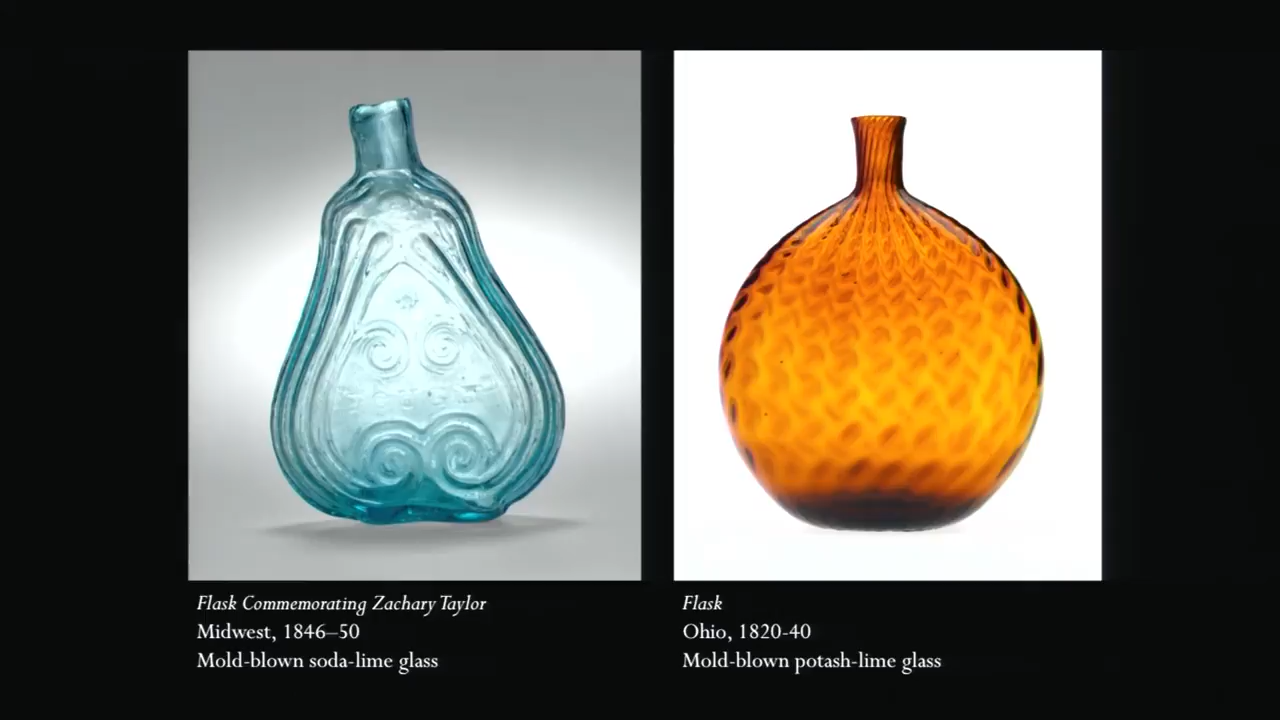 Flask Commemorating Zachary Taylor
Midwest, 1846–50
Mold-blown soda-lime glass
Flask
Ohio, 1820-40
Mold-blown potash-lime glass